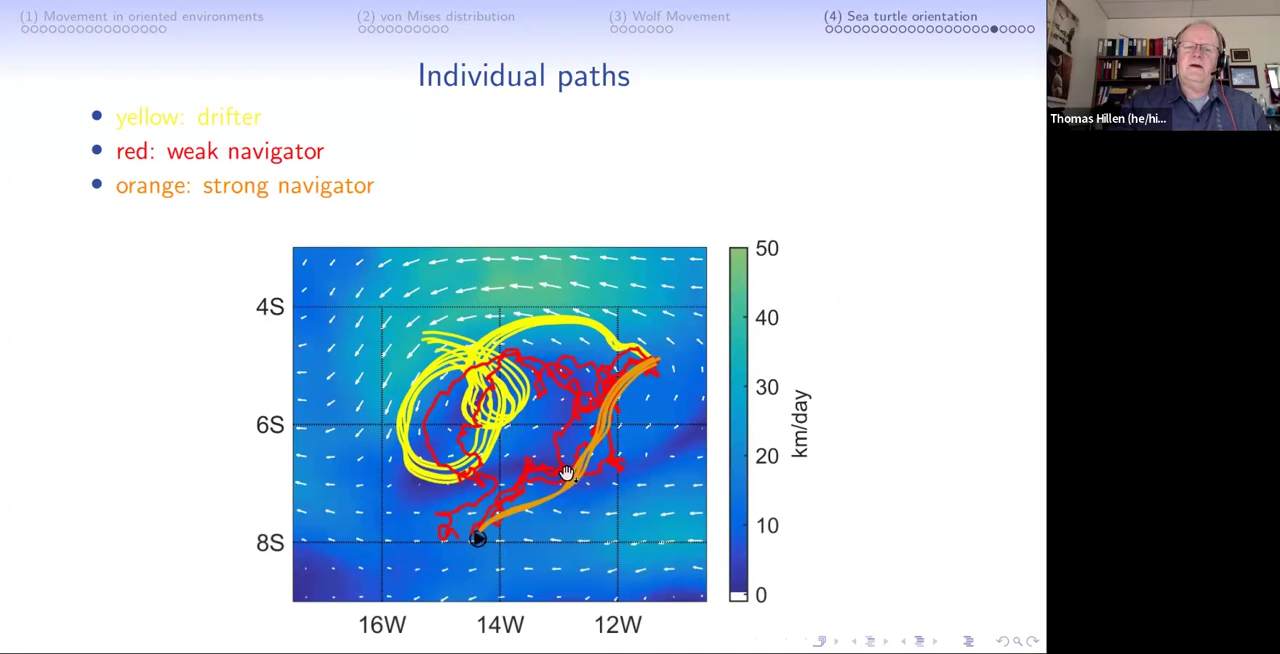 (1) Movement in oriented environments
(2) von Mises distribution
(3) Wolf Movement
(4) Sea turtle orientation
Individual paths
yellow: drifter
red: weak navigator
orange: strong navigator
Thomas Hillen (he/hi...
50
40
30
20
10
0
km/day
4S
6S
8S
16W
14W
12W